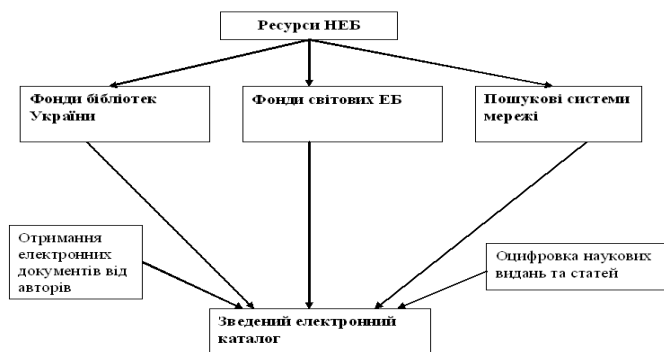 Ресурси НЕБ
Фонди бібліотек
України
Фонди світових ЕБ
Пошукові системи
мережі
Отримання
електронних
документів від
авторів
Оцифровка наукових
видань та статей
Зведений електронний
каталог